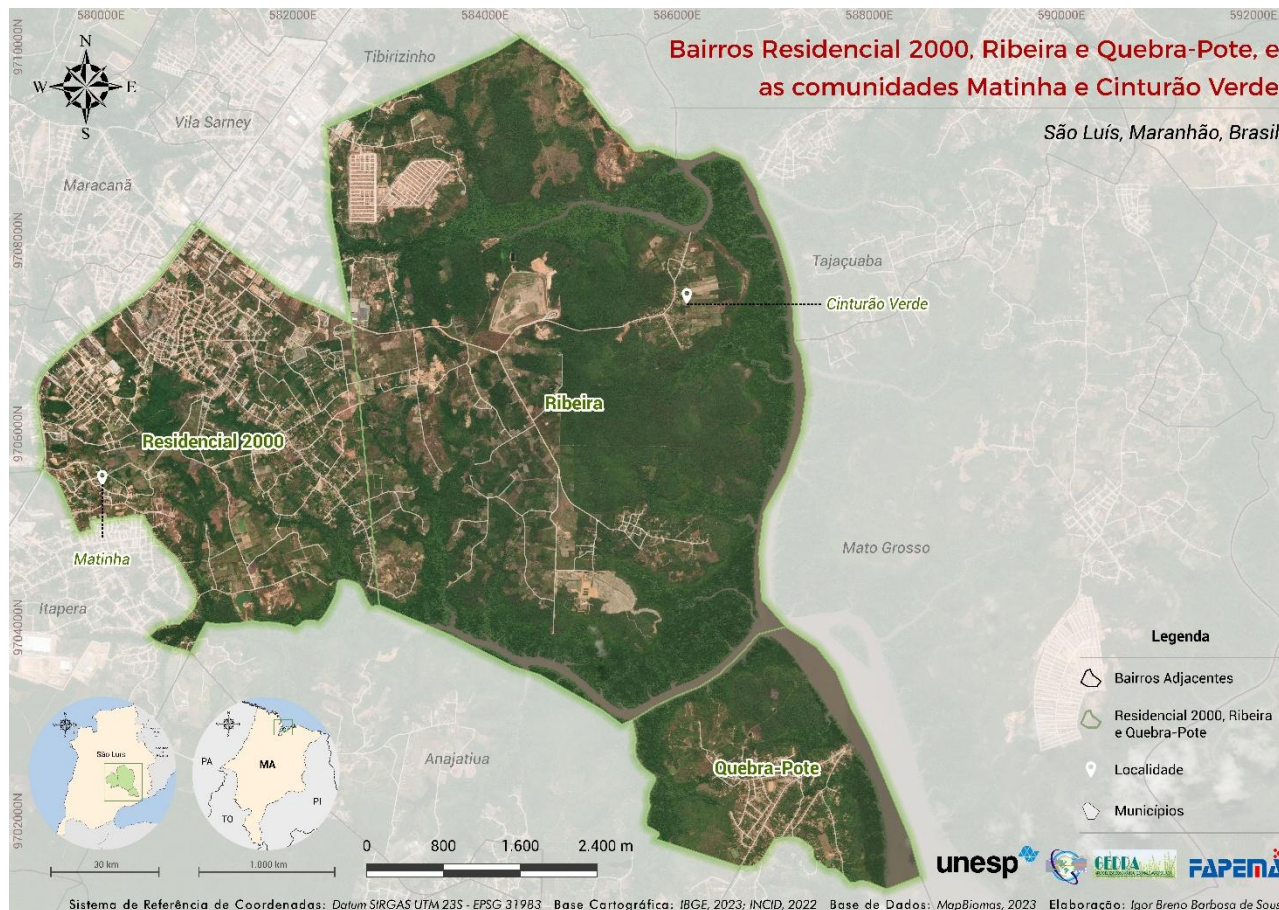 580000E 582000E 584000E 586000E 588000E 590000E 592000E
9710000N
9708000N
9706000N
9704000N
9702000N
N
W E
S
Bairros Residencial 2000, Ribeira e Quebra-Pote, e
as comunidades Matinha e Cinturão Verde
São Luís, Maranhão, Brasil
Tibirizinho
Vila Sarney
Maracanã
Tajaçuaba
Cinturão Verde
Ribeira
Residencial 2000
Matinha
Mato Grosso
Itapera
Anajatiua
Quebra-Pote
Legenda
Bairros Adjacentes
Residencial 2000, Ribeira
e Quebra-Pote
Localidade
Municípios
São Luís
30 km
PA
MA
PI
TO
1.000 km
0 800 1.600 2.400 m
unesp
GEDRA
FAPEMA
Sistema de Referência de Coordenadas: Datum SIRGAS UTM 23S - EPSG 31983 Base Cartográfica: IBGE, 2023; INCID, 2022 Base de Dados: MapBiomas, 2023 Elaboração: Igor Breno Barbosa de Sous